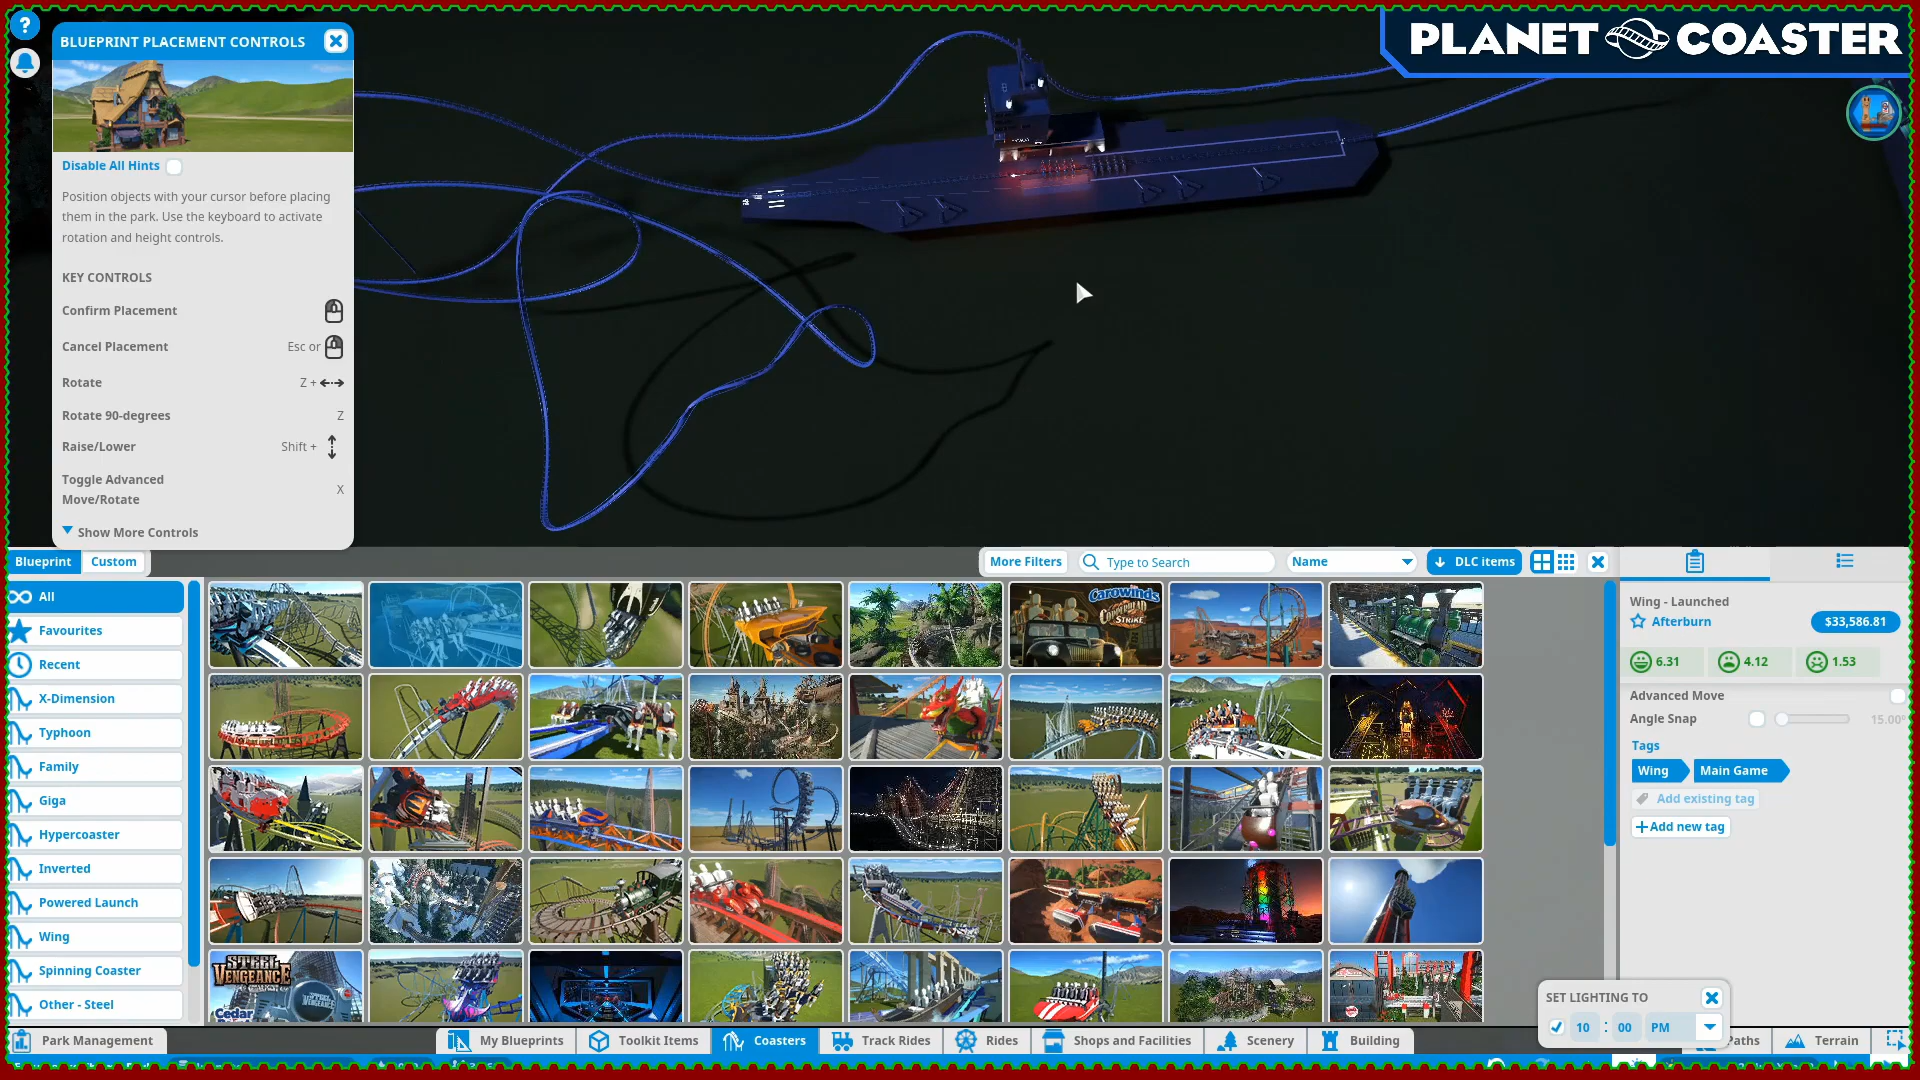 ?
BLUEPRINT PLACEMENT CONTROLS
PLANET COASTER
Disable All Hints
Position objects with your cursor before placing
them in the park. Use the keyboard to activate
rotation and height controls.
KEY CONTROLS
Confirm Placement
Cancel Placement Esc or
Rotate Z +
Rotate 90-degrees Z
Raise/Lower Shift +
Toggle Advanced
Move/Rotate X
Show More Controls
Blueprint Custom
More Filters Type to Search Name DLC items
All
Favourites
Recent
X-Dimension
Typhoon
Family
Giga
Hypercoaster
Inverted
Powered Launch
Wing
Spinning Coaster
Other - Steel
Carowinds
COPPERHEAD
STRIKE
STEEL
VENGEANCE
Cedar
Wing - Launched
Afterburn $33,586.81
6.31 4.12 1.53
Advanced Move
Angle Snap 15.00°
Tags
Wing Main Game
Add existing tag
+Add new tag
SET LIGHTING TO
10 : 00 PM
Park Management My Blueprints Toolkit Items Coasters Track Rides Rides Shops and Facilities Scenery Building Paths Terrain